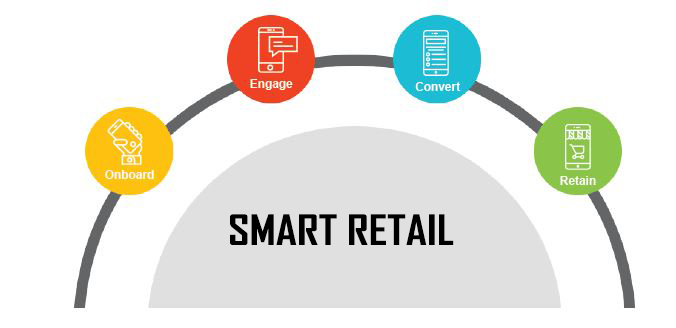 Engage
Convert
Onboard
Retain
SMART RETAIL